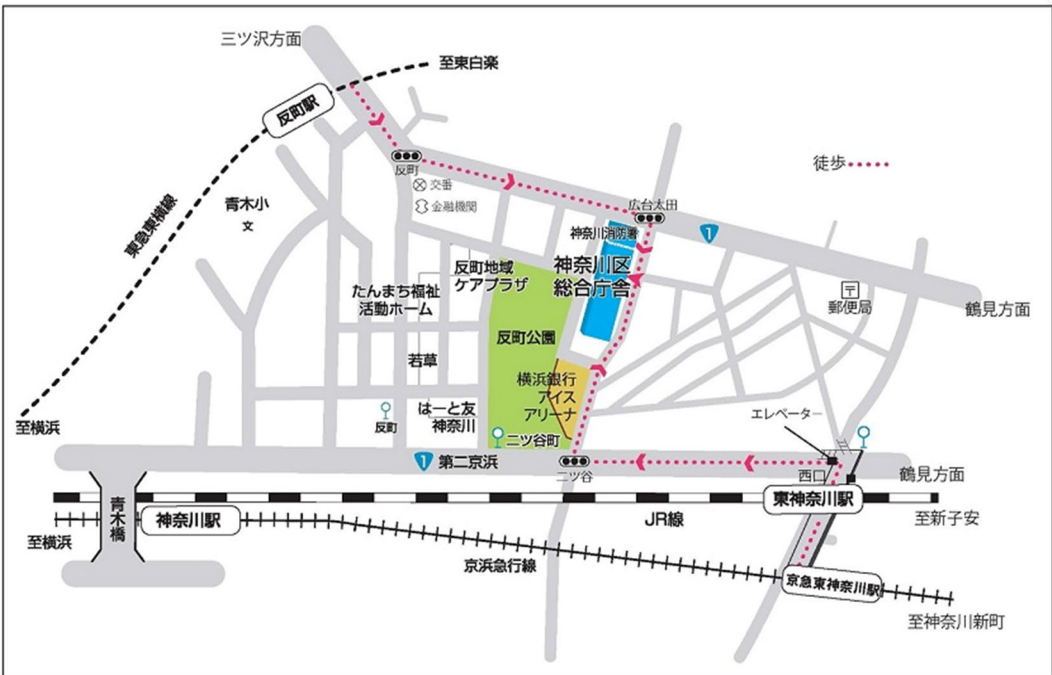 三ツ沢方面
至東白楽
反町駅
反町
交番
金融機関
徒歩
広台太田
1
神奈川消防署
神奈川区
総合庁舎
青木小
文
東急東横線
反町地域
ケアプラザ
たんまち福祉
活動ホーム
〒
郵便局
鶴見方面
反町公園
若草
横浜銀行
アイス
アリーナ
はーと友
神奈川
反町
至横浜
エレベーター
二ツ谷町
1
第二京浜
二ツ谷
西口
鶴見方面
東神奈川駅
青木橋
神奈川駅
JR線
至新子安
至横浜
京浜急行線
京急東神奈川駅
至神奈川新町